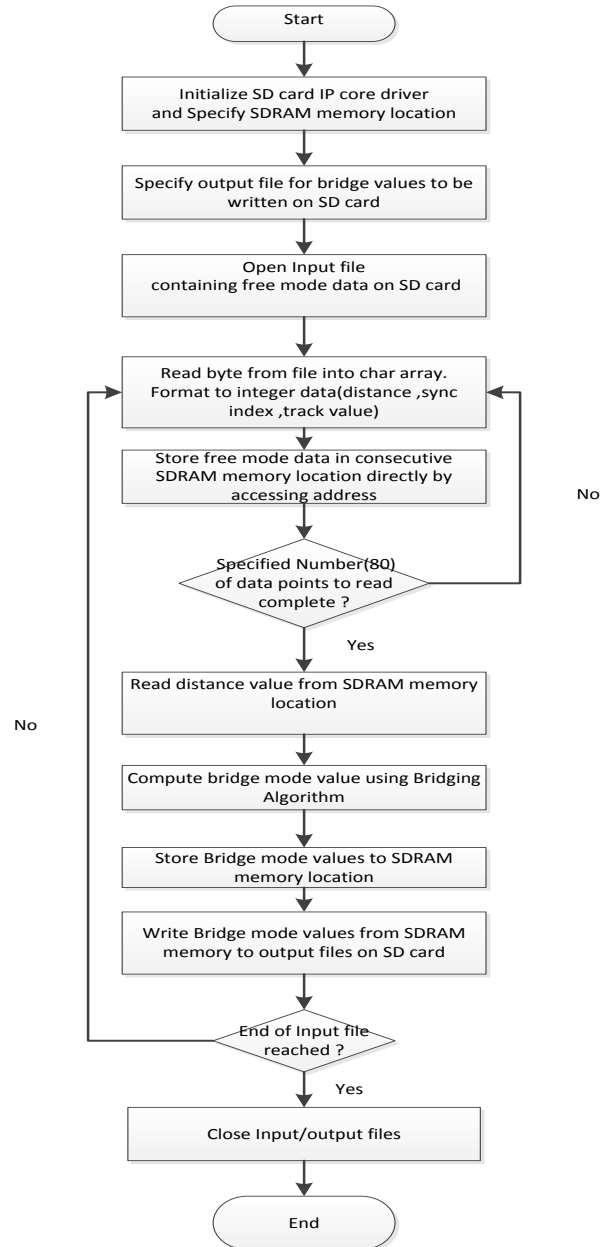 Start
Initialize SD card IP core driver
and Specify SDRAM memory location
Specify output file for bridge values to be
written on SD card
Open Input file
containing free mode data on SD card
Read byte from file into char array.
Format to integer data(distance ,sync
index ,track value)
Store free mode data in consecutive
SDRAM memory location directly by
accessing address
No
Specified Number(80)
of data points to read
complete ?
Yes
Read distance value from SDRAM memory
location
No
Compute bridge mode value using Bridging
Algorithm
Store Bridge mode values to SDRAM
memory location
Write Bridge mode values from SDRAM
memory to output files on SD card
End of Input file
reached ?
Yes
Close Input/output files
End